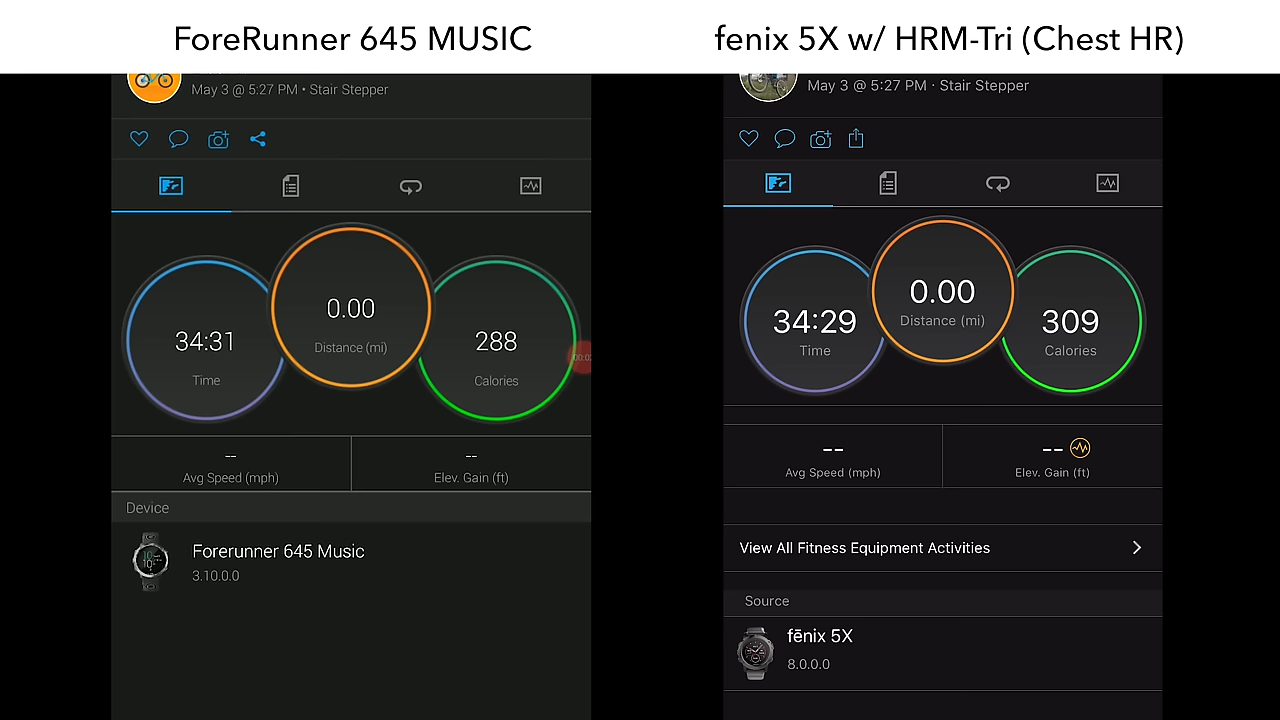 ForeRunner 645 MUSIC
May 3 @ 5:27 PM • Stair Stepper
34:31
Time
0.00
Distance (mi)
288
Calories
--
Avg Speed (mph)
--
Elev. Gain (ft)
Device
Forerunner 645 Music
3.10.0.0
fenix 5X w/ HRM-Tri (Chest HR)
May 3 @ 5:27 PM · Stair Stepper
34:29
Time
0.00
Distance (mi)
309
Calories
--
Avg Speed (mph)
--
Elev. Gain (ft)
View All Fitness Equipment Activities
Source
fēnix 5X
8.0.0.0